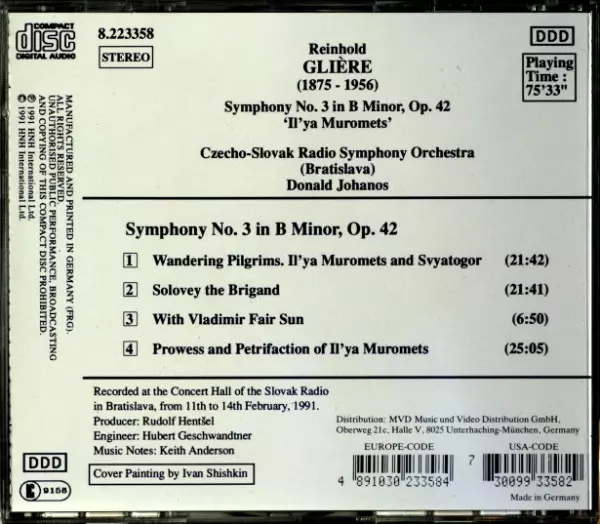 COMPACT
disc
DIGITAL AUDIO
8.223358
STEREO
DDD
Playing
Time :
75'33"
Reinhold
GLIÈRE
(1875 - 1956)
Symphony No. 3 in B Minor, Op. 42
‘Il'ya Muromets’
Czecho-Slovak Radio Symphony Orchestra
(Bratislava)
Donald Johanos
MANUFACTURED AND PRINTED IN GERMANY (FRG).
ALL RIGHTS RESERVED.
UNAUTHORISED PUBLIC PERFORMANCE, BROADCASTING
AND COPYING OF THIS COMPACT DISC PROHIBITED.
℗ 1991 HNH International Ltd.
© 1991 HNH International Ltd.
Symphony No. 3 in B Minor, Op. 42
1 Wandering Pilgrims. Il'ya Muromets and Svyatogor (21:42)
2 Solovey the Brigand (21:41)
3 With Vladimir Fair Sun (6:50)
4 Prowess and Petrifaction of Il'ya Muromets (25:05)
Recorded at the Concert Hall of the Slovak Radio
in Bratislava, from 11th to 14th February, 1991.
Producer: Rudolf Hentšel
Engineer: Hubert Geschwandtner
Music Notes: Keith Anderson
Cover Painting by Ivan Shishkin
DDD
9158
Distribution: MVD Music und Video Distribution GmbH,
Oberweg 21c, Halle V, 8025 Unterhaching-München, Germany
EUROPE-CODE
4 891030 233584
USA-CODE
7 30099 33582
Made in Germany